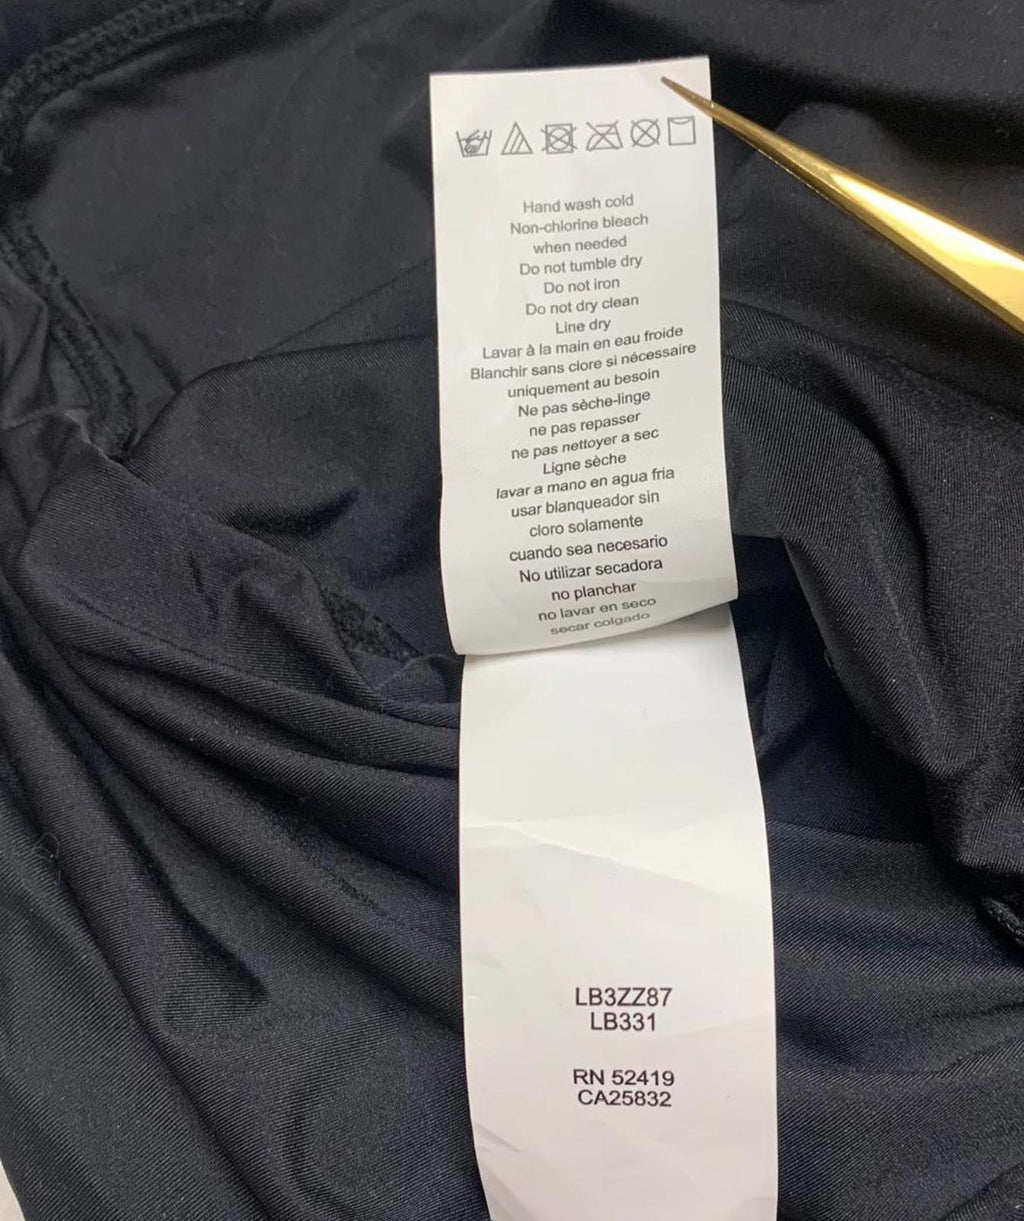 Hand wash cold
Non-chlorine bleach
when needed
Do not tumble dry
Do not iron
Do not dry clean
Line dry
Lavar à la main en eau froide
Blanchir sans clore si nécessaire
uniquement au besoin
Ne pas sèche-linge
ne pas repasser
ne pas nettoyer a sec
Ligne sèche
lavar a mano en agua fria
usar blanqueador sin
cloro solamente
cuando sea necesario
No utilizar secadora
no planchar
no lavar en seco
secar colgado
LB3ZZ87
LB331
RN 52419
CA25832